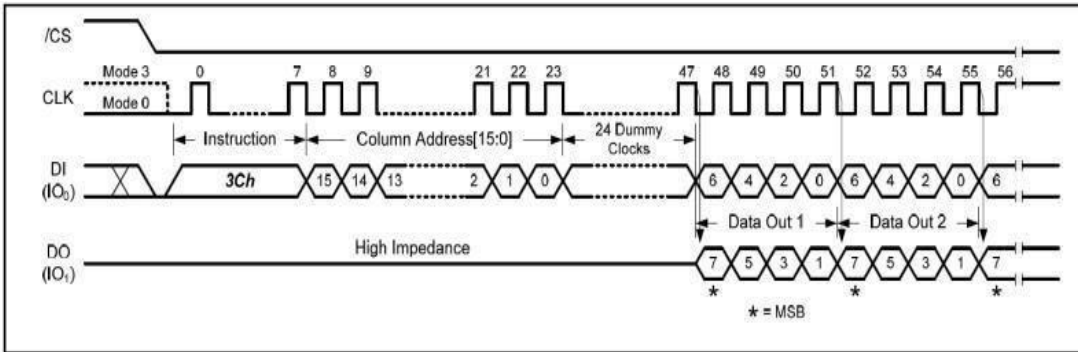 /CS
Mode 3 0 7 8 9 21 22 23 47 48 49 50 51 52 53 54 55 56
CLK Mode 0
Instruction Column Address[15:0] 24 Dummy Clocks
DI (IO0) 3Ch 15 14 13 2 1 0 6 4 2 0 6 4 2 0 6
Data Out 1 Data Out 2
DO (IO1) High Impedance 7 5 3 1 7 5 3 1 7
* * *
* = MSB